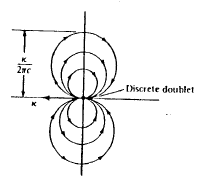 κ
2πc
Discrete doublet
κ